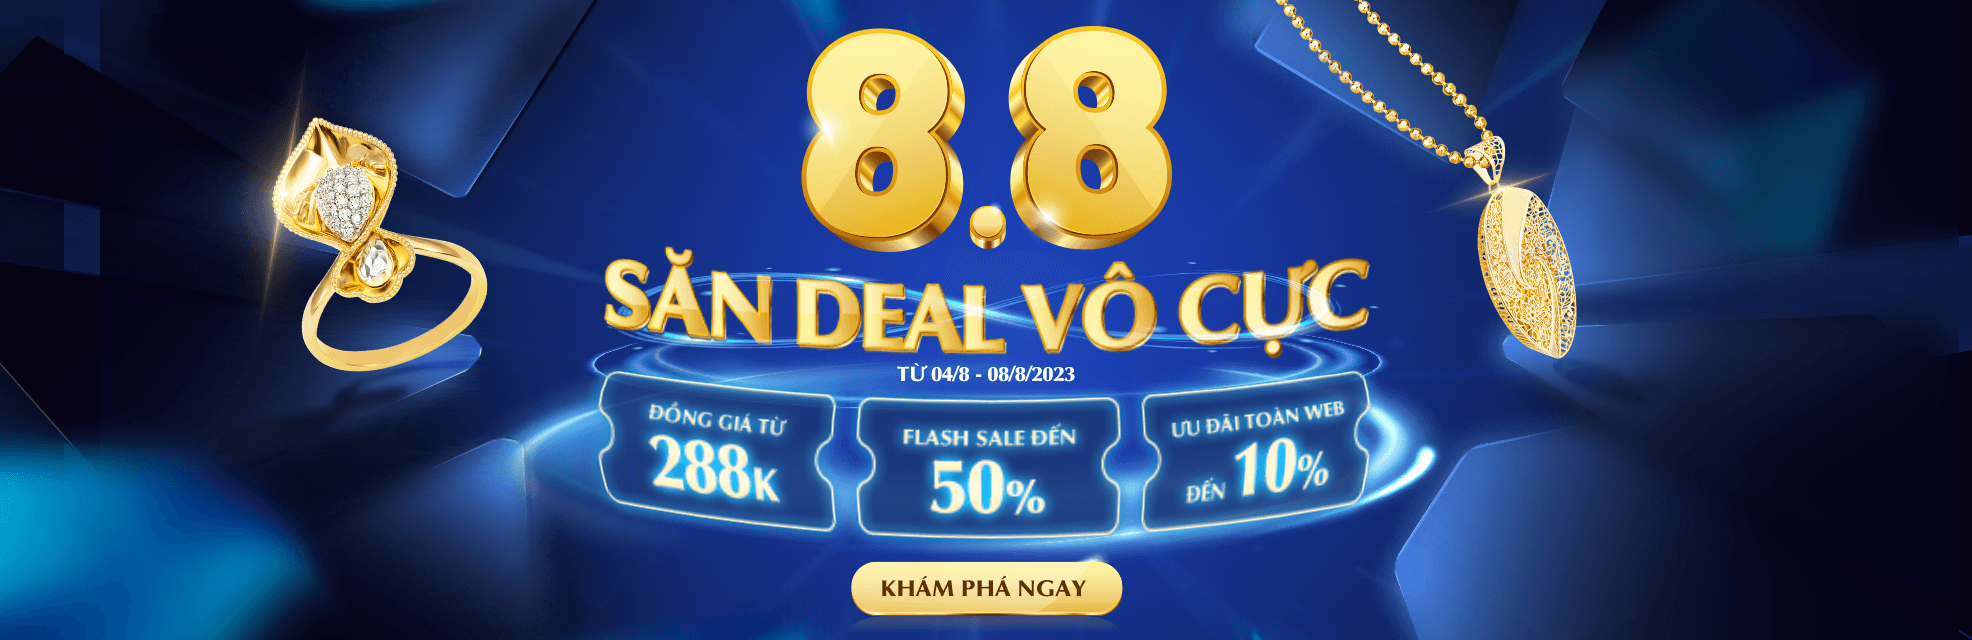 8.8
SĂN DEAL VÔ CỰC
TỪ 04/8 - 08/8/2023
ĐỒNG GIÁ TỪ
288K
FLASH SALE ĐẾN
50%
ƯU ĐÃI TOÀN WEB
ĐẾN 10%
KHÁM PHÁ NGAY